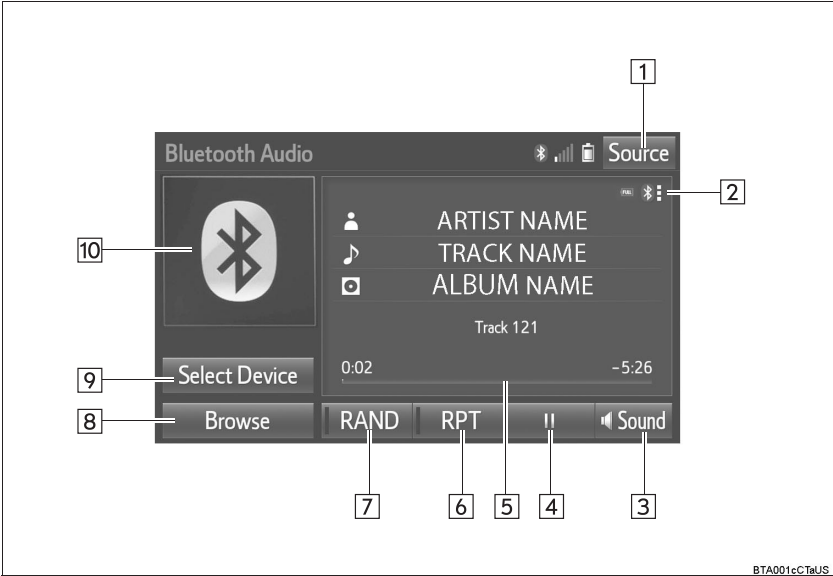 1
Bluetooth Audio
Source
FULL
2
ARTIST NAME
10
TRACK NAME
ALBUM NAME
Track 121
0:02
-5:26
9
Select Device
8
Browse
RAND
RPT
Sound
7
6
5
4
3
BTA001cCTaUS